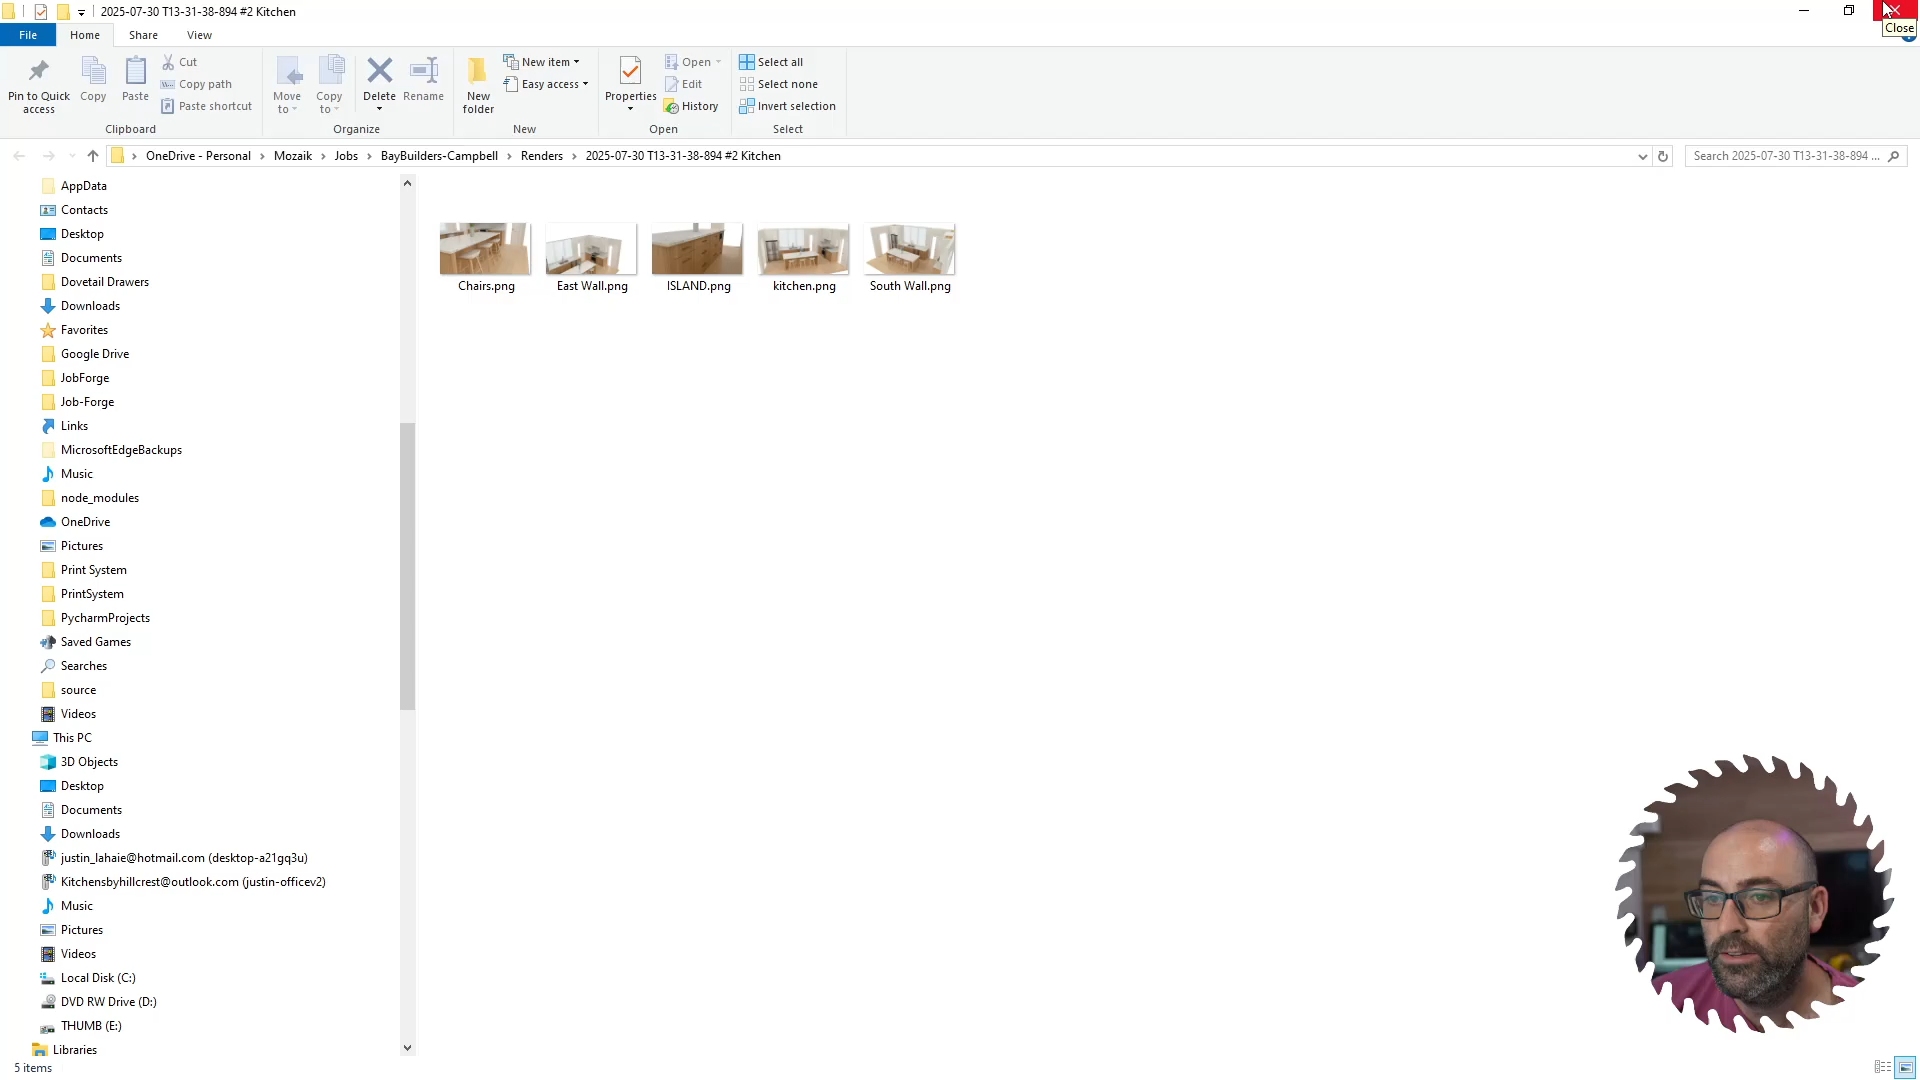 2025-07-30 T13-31-38-894 #2 Kitchen
Close
File
Home
Share
View
Pin to Quick access
Copy
Paste
Cut
Copy path
Paste shortcut
Clipboard
Move to
Copy to
Delete
Rename
Organize
New folder
New item
Easy access
New
Properties
Open
Edit
History
Open
Select all
Select none
Invert selection
Select
OneDrive - Personal > Mozaik > Jobs > BayBuilders-Campbell > Renders > 2025-07-30 T13-31-38-894 #2 Kitchen
Search 2025-07-30 T13-31-38-894 ...
AppData
Contacts
Desktop
Documents
Dovetail Drawers
Downloads
Favorites
Google Drive
JobForge
Job-Forge
Links
MicrosoftEdgeBackups
Music
node_modules
OneDrive
Pictures
Print System
PrintSystem
PycharmProjects
Saved Games
Searches
source
Videos
This PC
3D Objects
Desktop
Documents
Downloads
justin_lahaie@hotmail.com (desktop-a21gq3u)
Kitchensbyhillcrest@outlook.com (justin-officev2)
Music
Pictures
Videos
Local Disk (C:)
DVD RW Drive (D:)
THUMB (E:)
Libraries
Chairs.png
East Wall.png
ISLAND.png
kitchen.png
South Wall.png
5 items